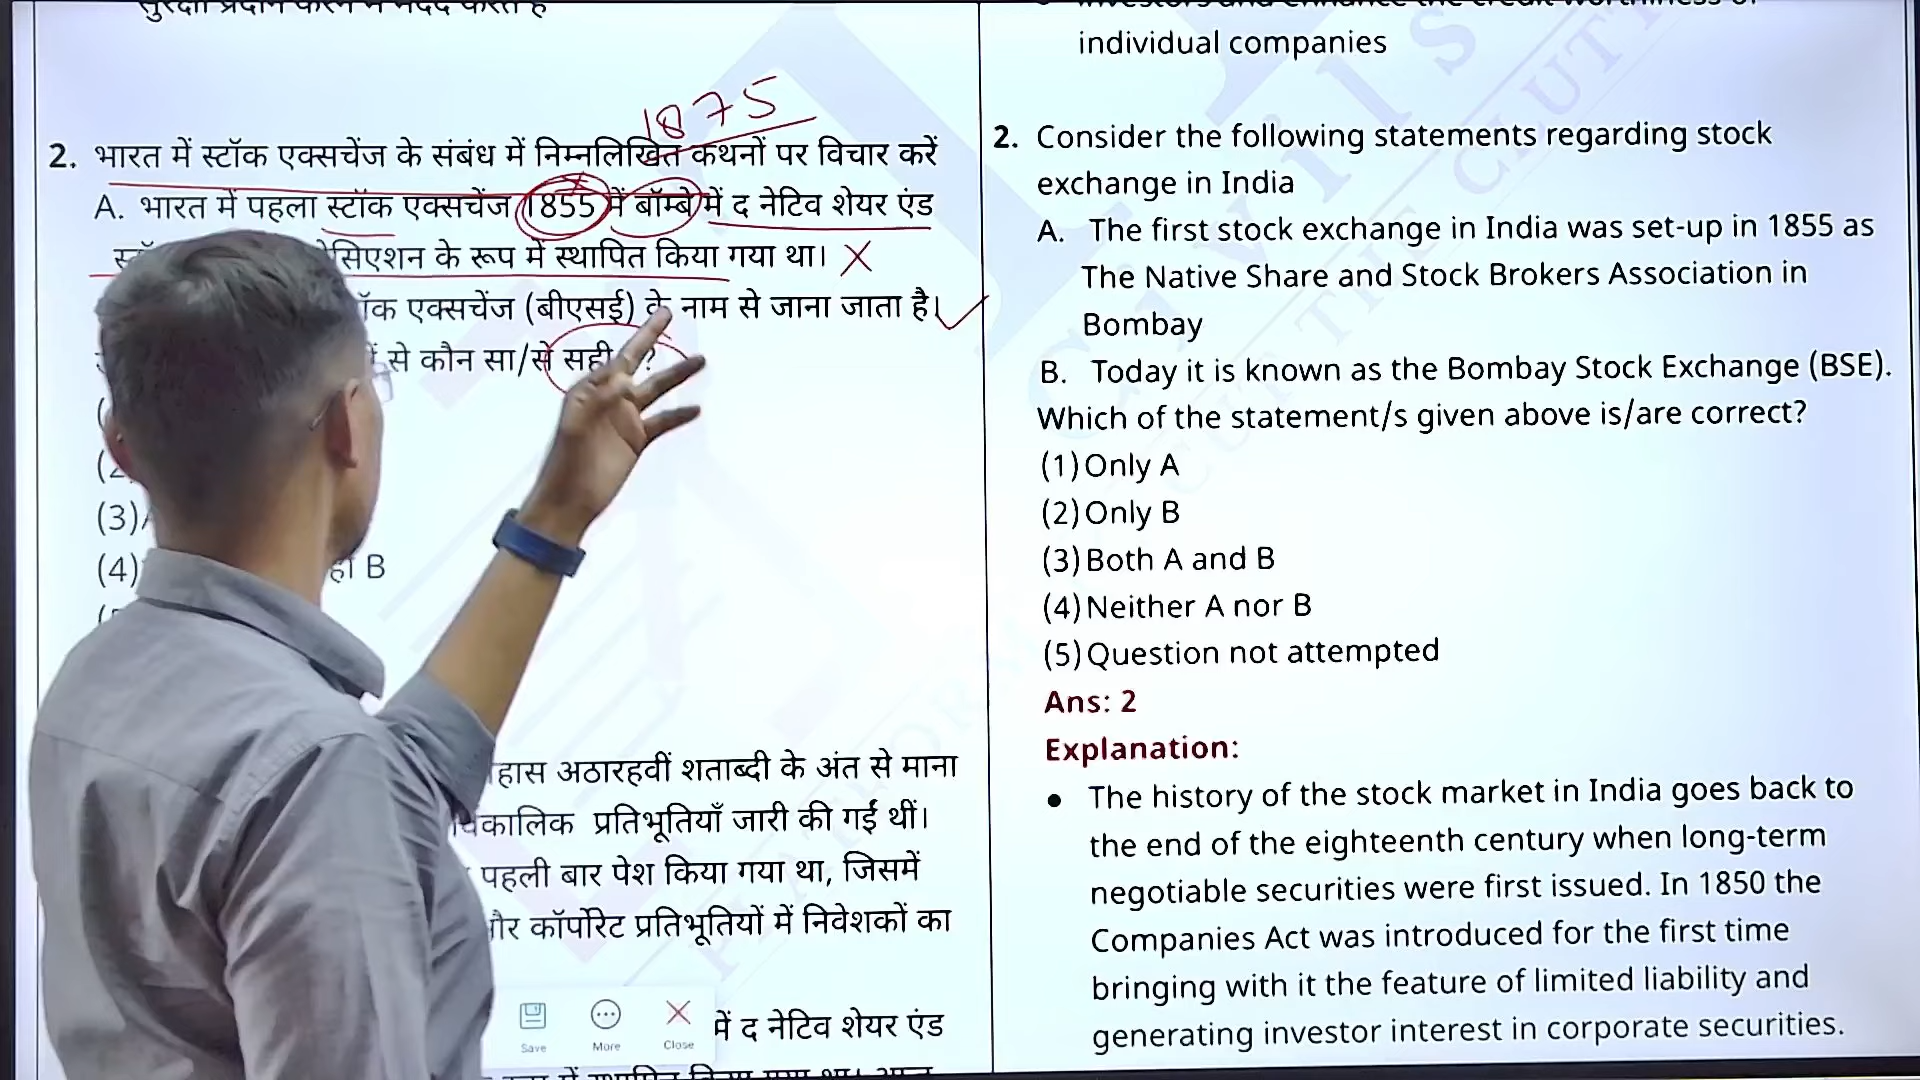 सुरक्षा प्रदान करने में मदद करता है
1875
2. भारत में स्टॉक एक्सचेंज के संबंध में निम्नलिखित कथनों पर विचार करें
A. भारत में पहला स्टॉक एक्सचेंज 1855 में बॉम्बे में द नेटिव शेयर एंड
के रूप में स्थापित किया गया था। X
एक्सचेंज (बीएसई) के नाम से जाना जाता है।
से कौन सा/से सही ?
(3)
(4) B
अठारहवीं शताब्दी के अंत से माना
प्रतिभूतियाँ जारी की गईं थीं।
पहली बार पेश किया गया था, जिसमें
कॉर्पोरेट प्रतिभूतियों में निवेशकों का
में द नेटिव शेयर एंड
Save More Close
individual companies
2. Consider the following statements regarding stock
exchange in India
A. The first stock exchange in India was set-up in 1855 as
The Native Share and Stock Brokers Association in
Bombay
B. Today it is known as the Bombay Stock Exchange (BSE).
Which of the statement/s given above is/are correct?
(1) Only A
(2) Only B
(3) Both A and B
(4) Neither A nor B
(5) Question not attempted
Ans: 2
Explanation:
• The history of the stock market in India goes back to
the end of the eighteenth century when long-term
negotiable securities were first issued. In 1850 the
Companies Act was introduced for the first time
bringing with it the feature of limited liability and
generating investor interest in corporate securities.